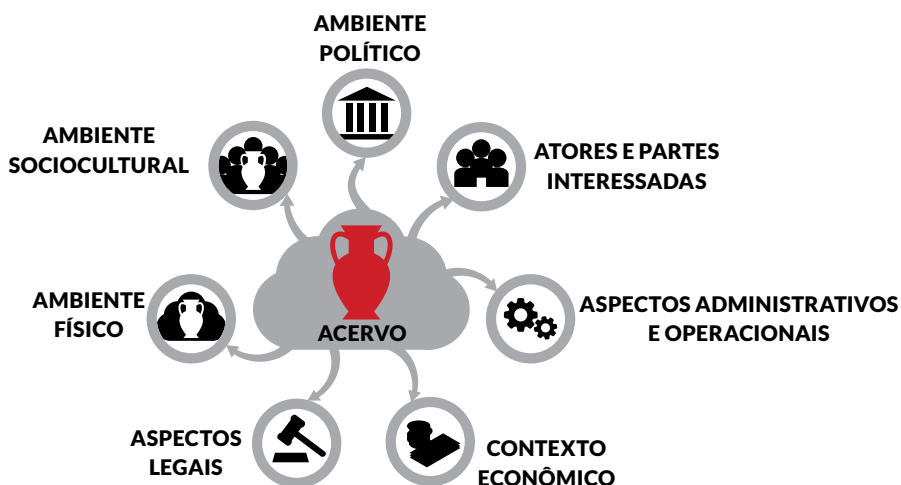 AMBIENTE
POLÍTICO
AMBIENTE
SOCIOCULTURAL
ATORES E PARTES
INTERESSADAS
AMBIENTE
FÍSICO
ACERVO
ASPECTOS ADMINISTRATIVOS
E OPERACIONAIS
ASPECTOS
LEGAIS
CONTEXTO
ECONÔMICO